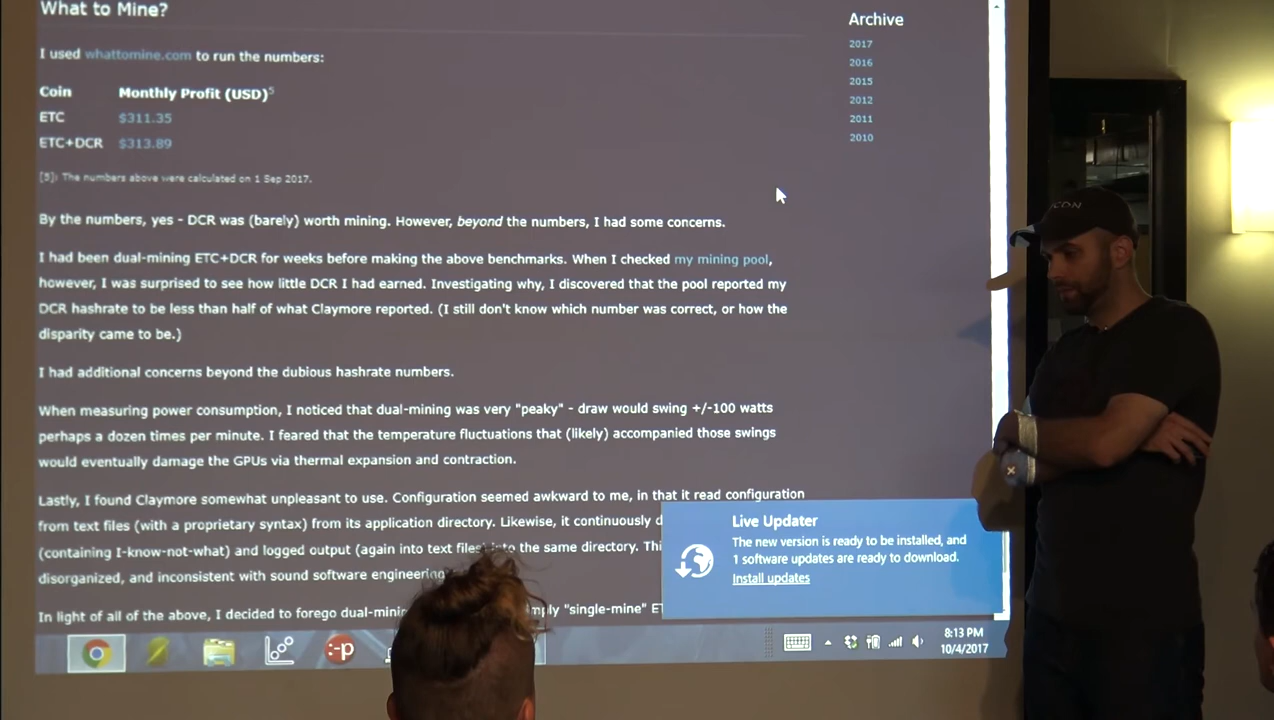 What to Mine?
I used whattomine.com to run the numbers:
Coin Monthly Profit (USD)5
ETC $311.35
ETC+DCR $313.89
[5]: The numbers above were calculated on 1 Sep 2017.
By the numbers, yes - DCR was (barely) worth mining. However, beyond the numbers, I had some concerns.
I had been dual-mining ETC+DCR for weeks before making the above benchmarks. When I checked my mining pool,
however, I was surprised to see how little DCR I had earned. Investigating why, I discovered that the pool reported my
DCR hashrate to be less than half of what Claymore reported. (I still don't know which number was correct, or how the
disparity came to be.)
I had additional concerns beyond the dubious hashrate numbers.
When measuring power consumption, I noticed that dual-mining was very "peaky" - draw would swing +/-100 watts
perhaps a dozen times per minute. I feared that the temperature fluctuations that (likely) accompanied those swings
would eventually damage the GPUs via thermal expansion and contraction.
Lastly, I found Claymore somewhat unpleasant to use. Configuration seemed awkward to me, in that it read configuration
from text files (with a proprietary syntax) from its application directory. Likewise, it continuously
(containing I-know-not-what) and logged output (again into text files) into the same directory.
disorganized, and inconsistent with sound software engineering
In light of all of the above, I decided to forego "single-mine"
Archive
2017
2016
2015
2012
2011
2010
Live Updater
The new version is ready to be installed, and
1 software updates are ready to download.
Install updates
:-p
8:13 PM
10/4/2017